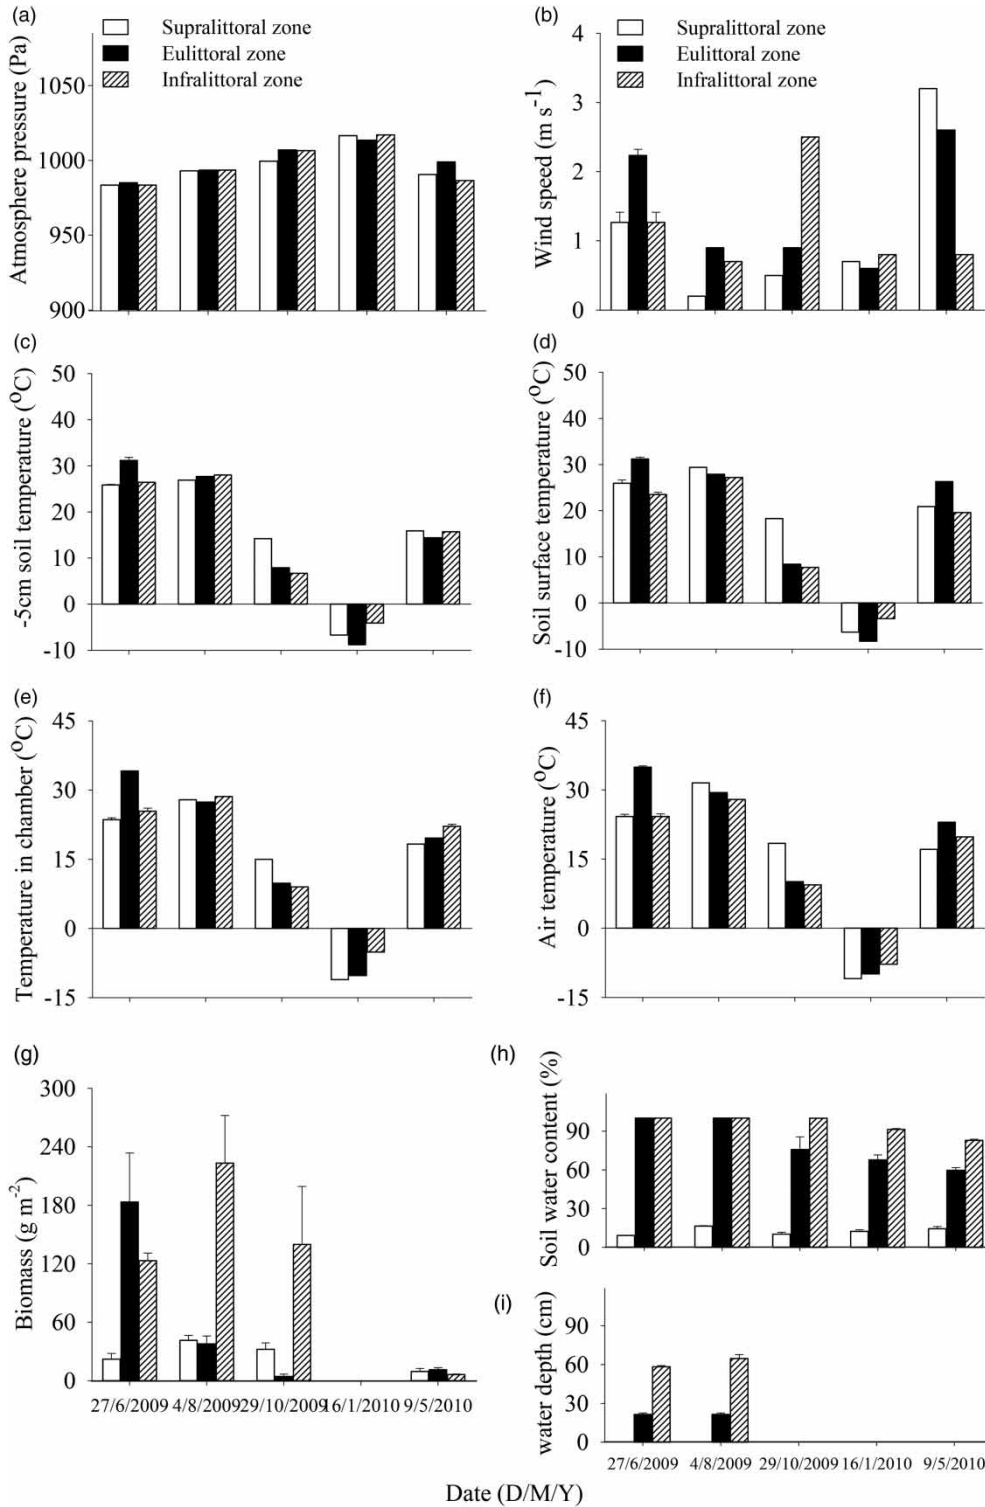 (a)
Supralittoral zone
Eulittoral zone
Infralittoral zone
Atmosphere pressure (Pa)
1050
1000
950
900
(b)
Supralittoral zone
Eulittoral zone
Infralittoral zone
Wind speed (m s-1)
4
3
2
1
0
(c)
-5cm soil temperature (OC)
50
40
30
20
10
0
-10
(d)
Soil surface temperature (OC)
50
40
30
20
10
0
-10
(e)
Temperature in chamber (OC)
45
30
15
0
-15
(f)
Air temperature (OC)
45
30
15
0
-15
(g)
Biomass (g m-2)
300
240
180
120
60
0
27/6/2009 4/8/2009 29/10/2009 16/1/2010 9/5/2010
(h)
Soil water content (%)
90
60
30
0
(i)
water depth (cm)
90
60
30
0
27/6/2009 4/8/2009 29/10/2009 16/1/2010 9/5/2010
Date (D/M/Y)